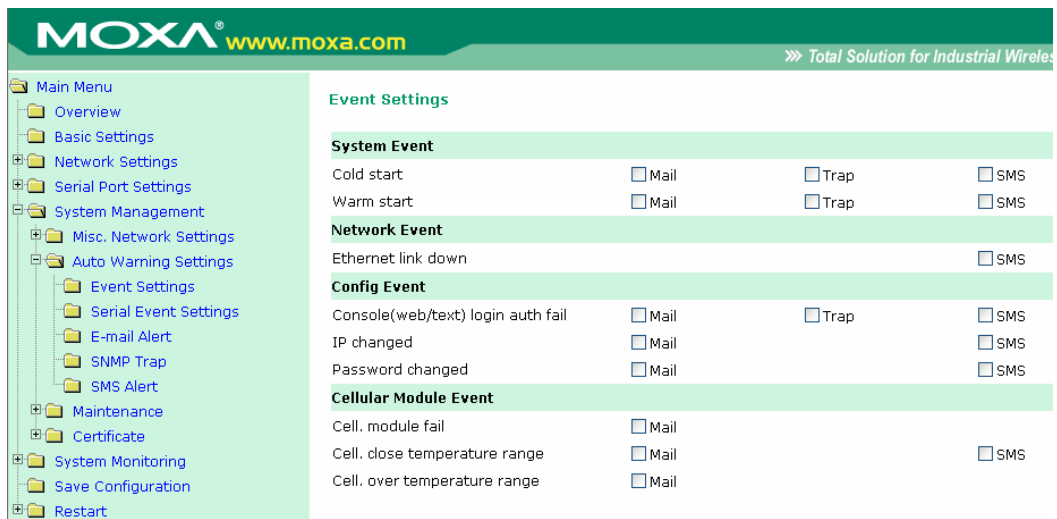 MOXA® www.moxa.com
Total Solution for Industrial Wireles
Main Menu
Overview
Basic Settings
Network Settings
Serial Port Settings
System Management
Misc. Network Settings
Auto Warning Settings
Event Settings
Serial Event Settings
E-mail Alert
SNMP Trap
SMS Alert
Maintenance
Certificate
System Monitoring
Save Configuration
Restart
Event Settings
System Event
Cold start Mail Trap SMS
Warm start Mail Trap SMS
Network Event
Ethernet link down SMS
Config Event
Console(web/text) login auth fail Mail Trap SMS
IP changed Mail SMS
Password changed Mail SMS
Cellular Module Event
Cell. module fail Mail
Cell. close temperature range Mail SMS
Cell. over temperature range Mail